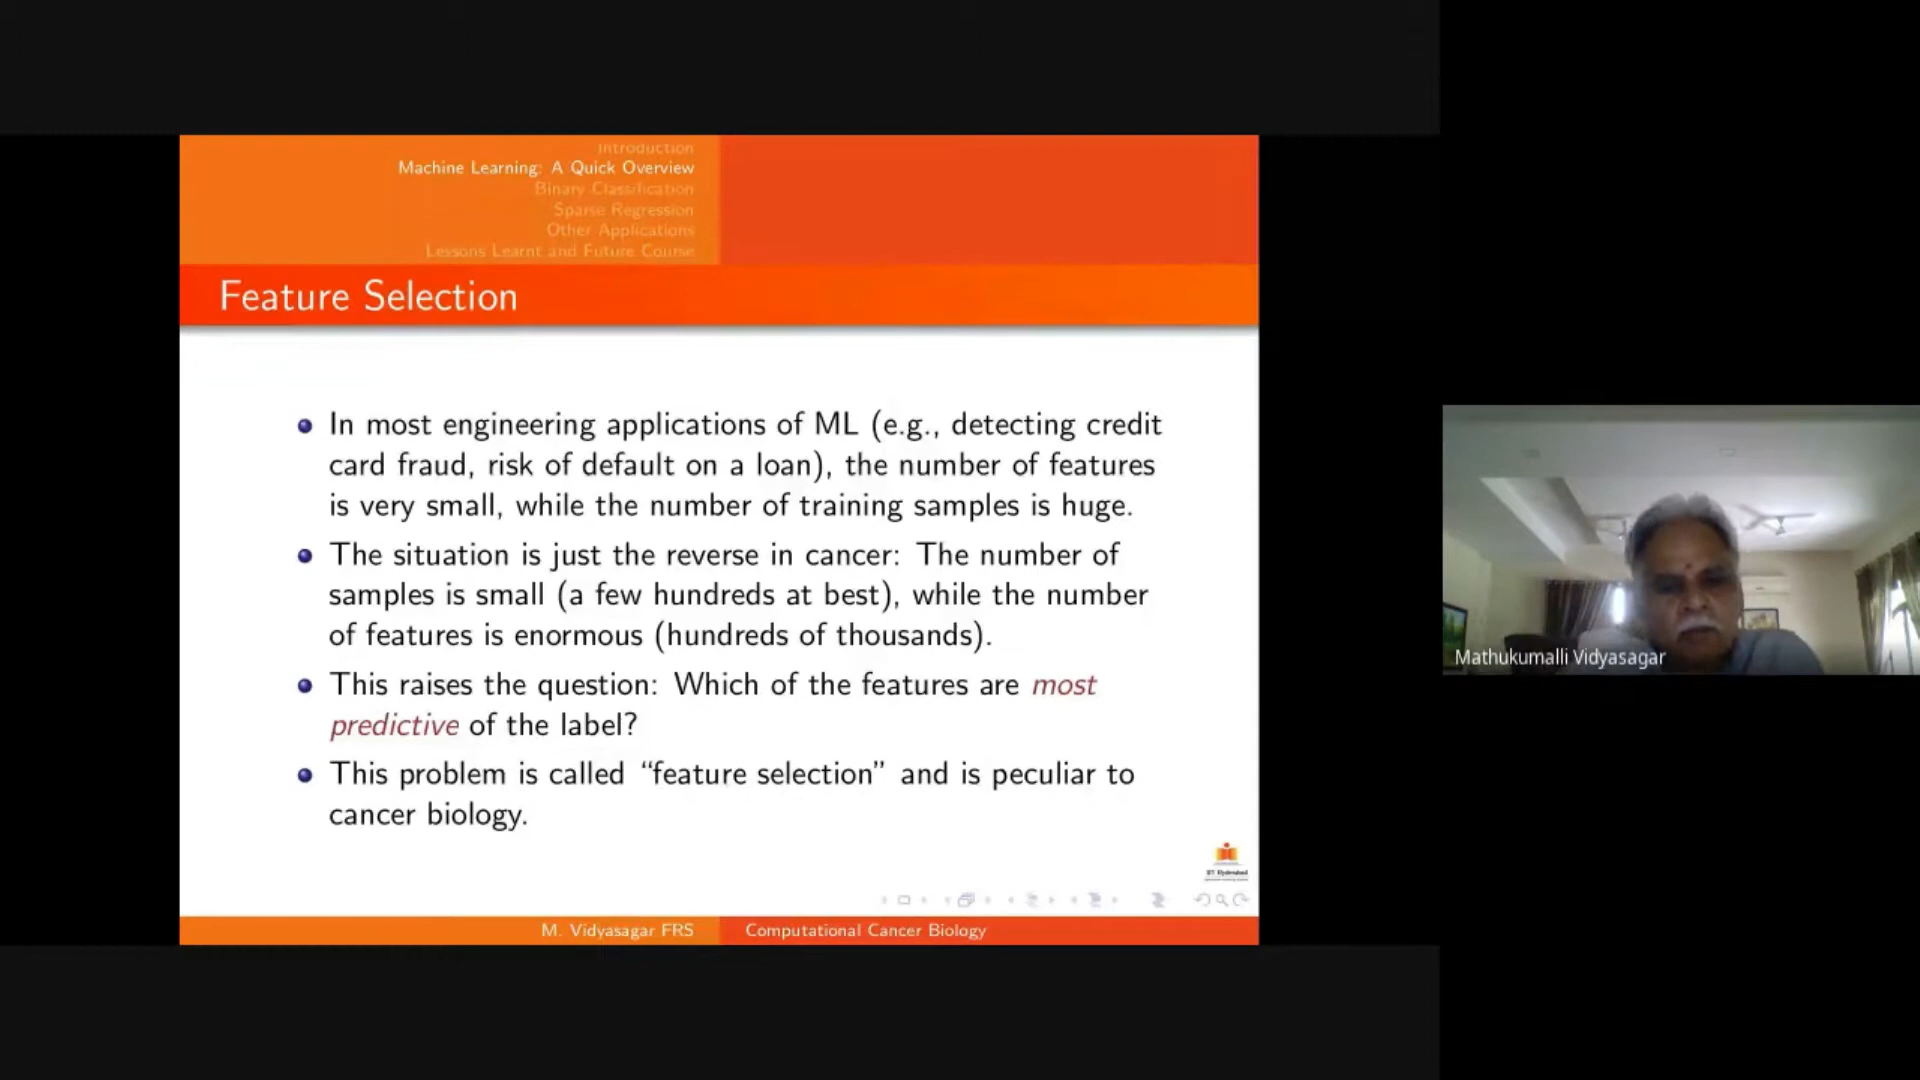 Introduction
Machine Learning: A Quick Overview
Binary Classification
Sparse Regression
Other Applications
Lessons Learnt and Future Course
Feature Selection
In most engineering applications of ML (e.g., detecting credit
card fraud, risk of default on a loan), the number of features
is very small, while the number of training samples is huge.
The situation is just the reverse in cancer: The number of
samples is small (a few hundreds at best), while the number
of features is enormous (hundreds of thousands).
This raises the question: Which of the features are most
predictive of the label?
This problem is called “feature selection” and is peculiar to
cancer biology.
M. Vidyasagar FRS
Computational Cancer Biology
Mathukumalli Vidyasagar